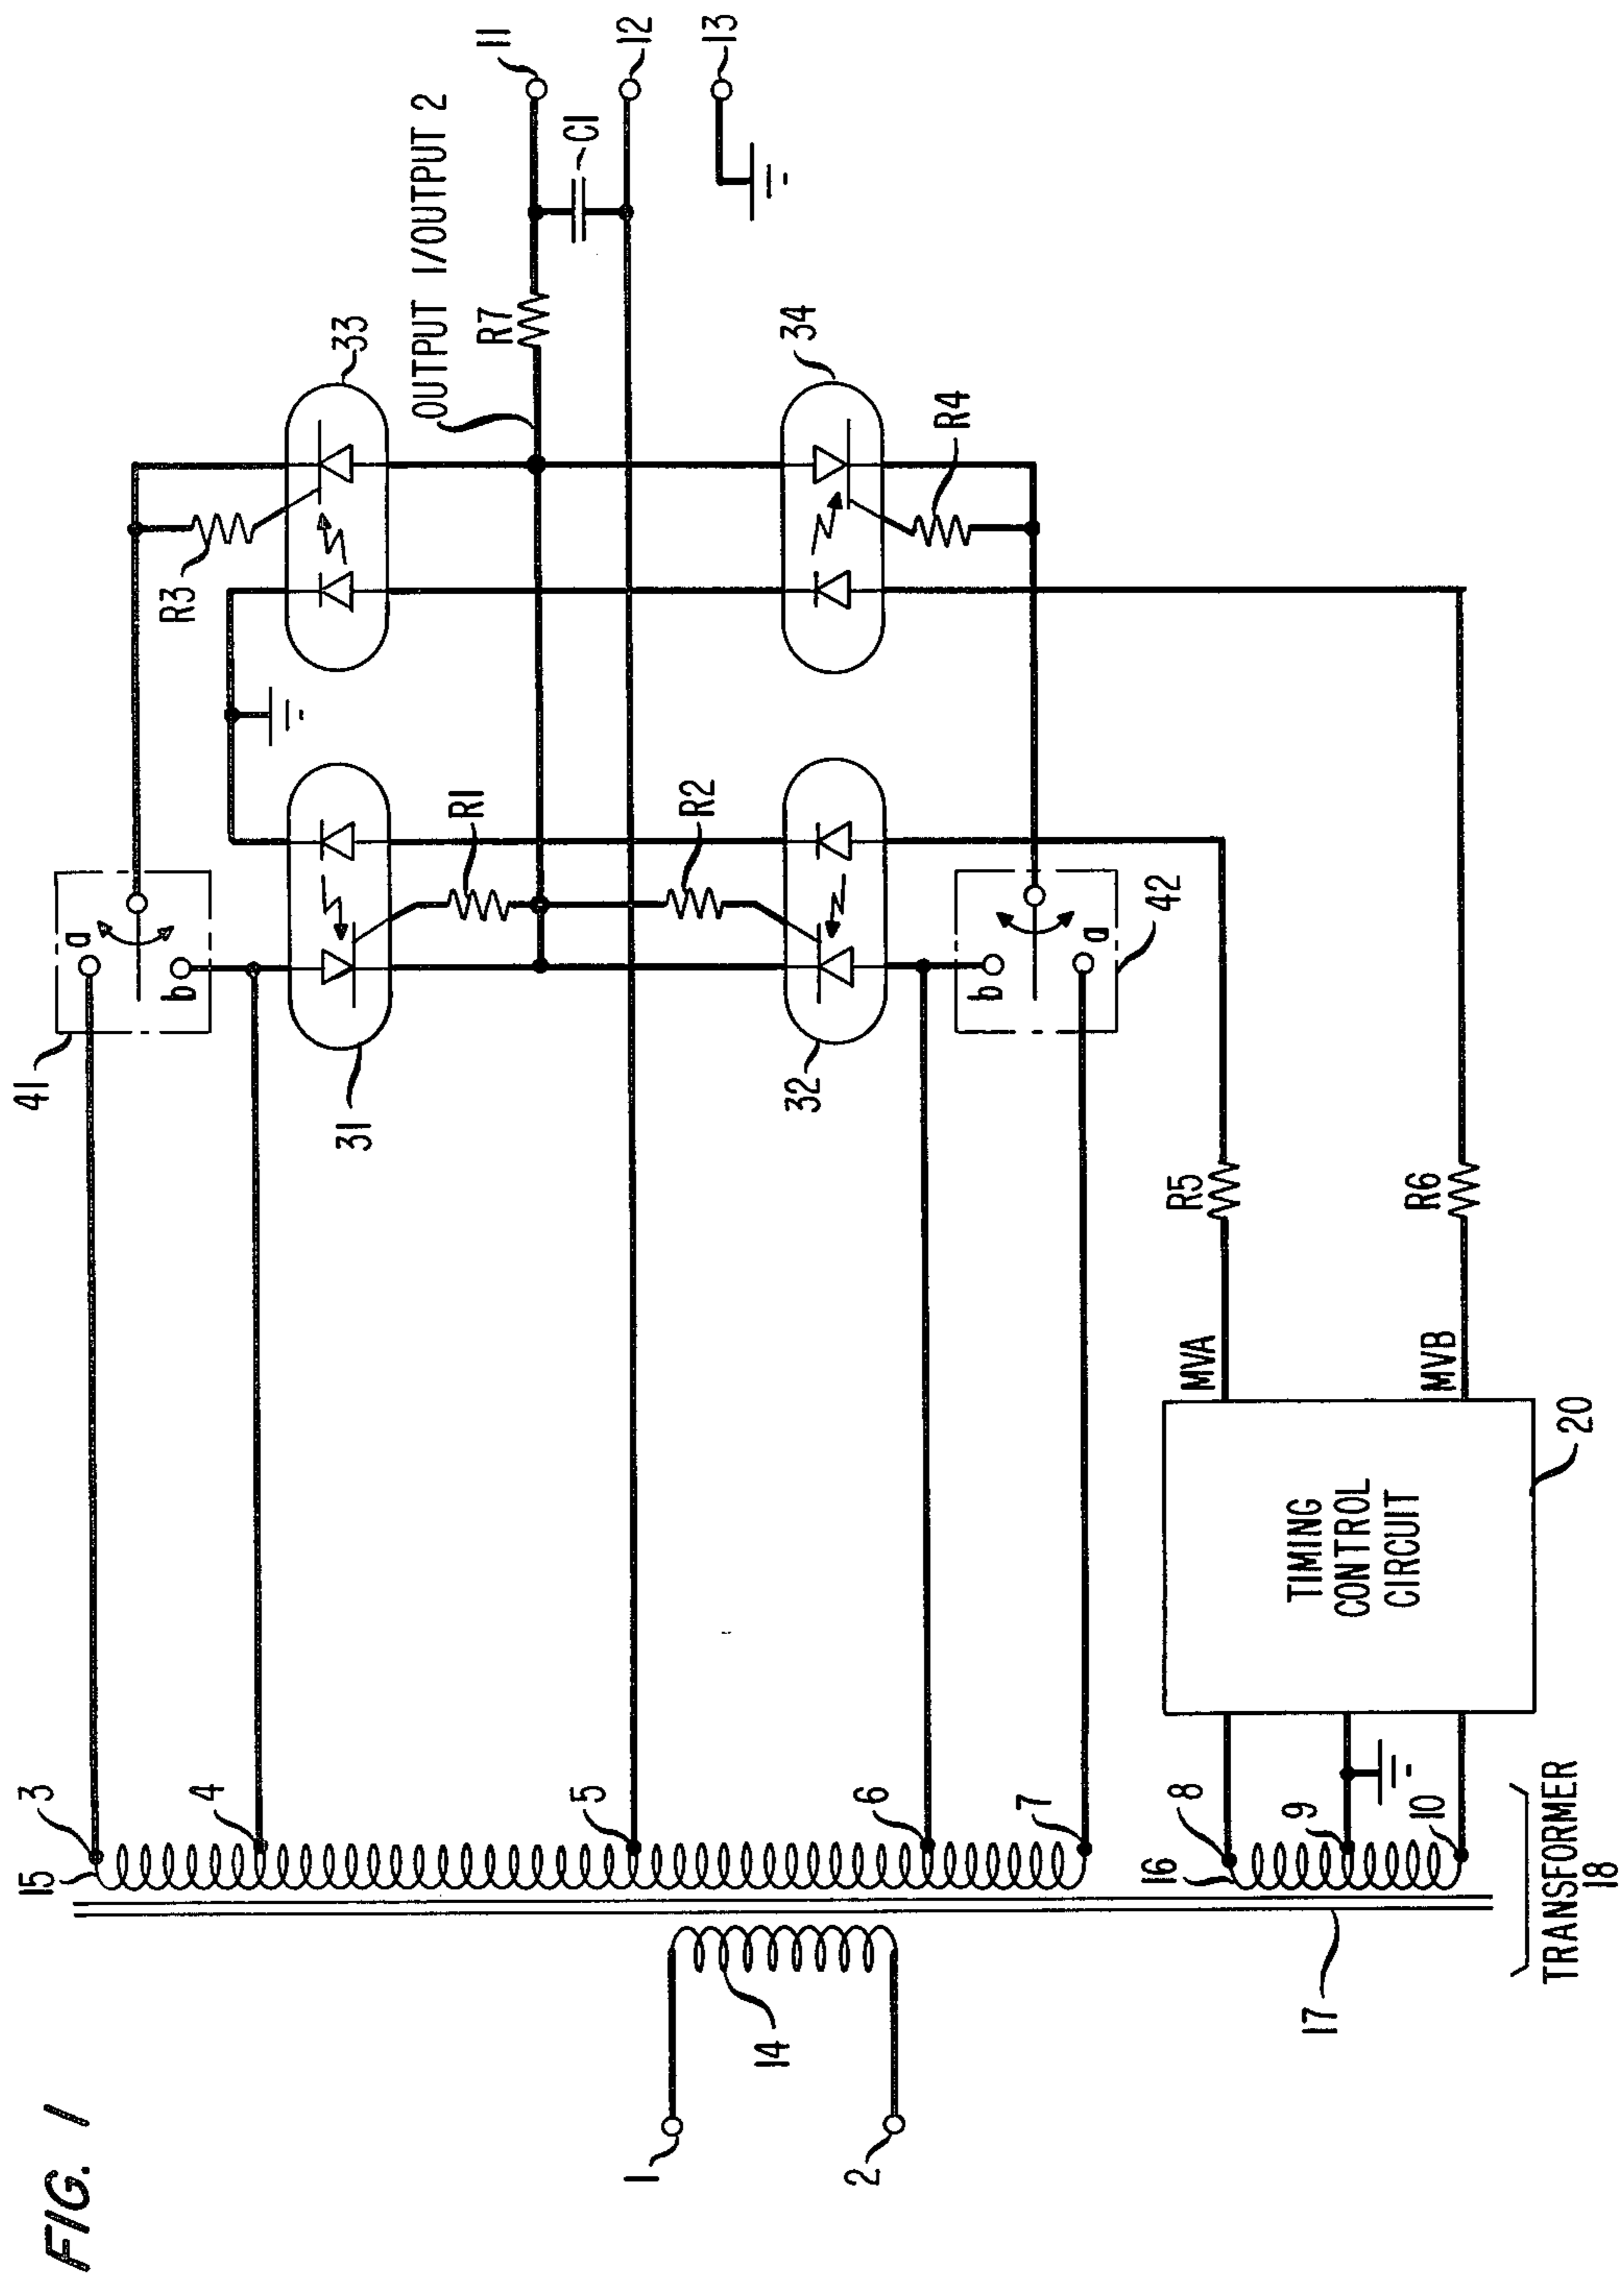 FIG. 1
41
a
b
11
OUTPUT 1/OUTPUT 2
12
13
C1
R7
33
R3
31
R1
R2
32
34
R4
42
b
a
3
15
4
5
6
7
8
16
9
10
1
2
14
17
TRANSFORMER
18
TIMING
CONTROL
CIRCUIT
20
MVA
MVB
R5
R6